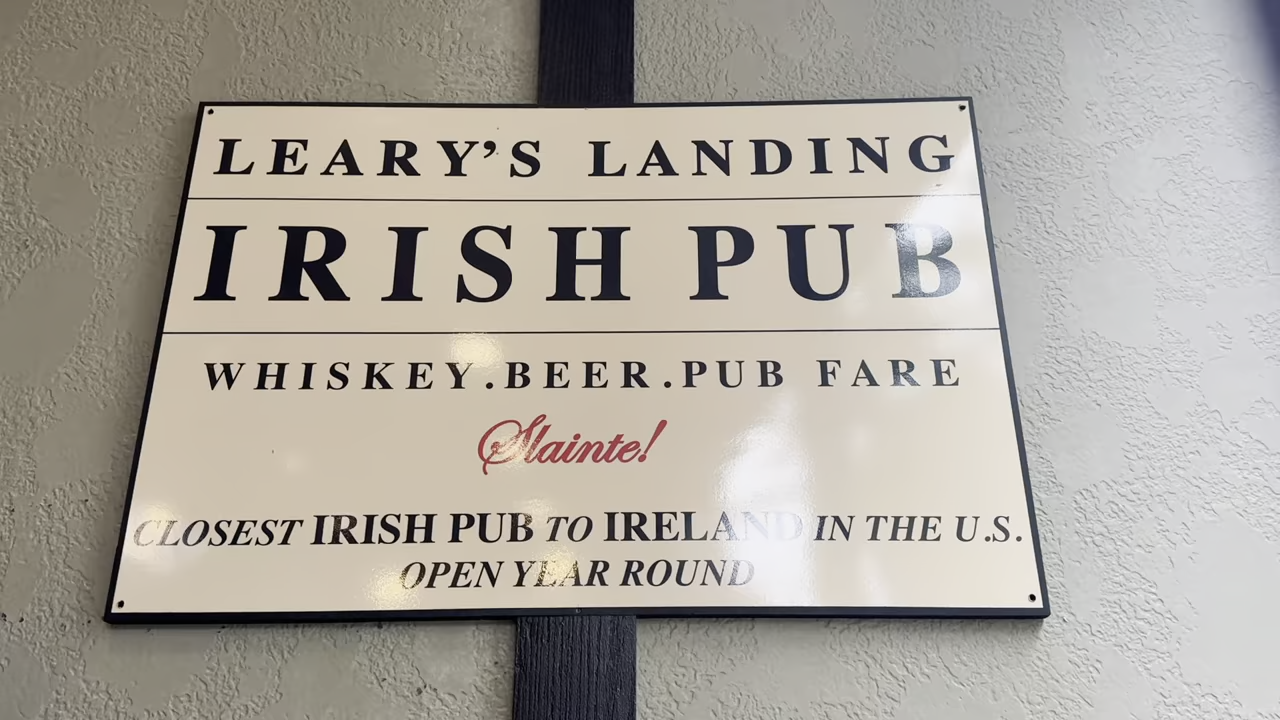 LEARY'S LANDING
IRISH PUB
WHISKEY.BEER.PUB FARE
Slainte!
CLOSEST IRISH PUB TO IRELAND IN THE U.S.
OPEN YEAR ROUND